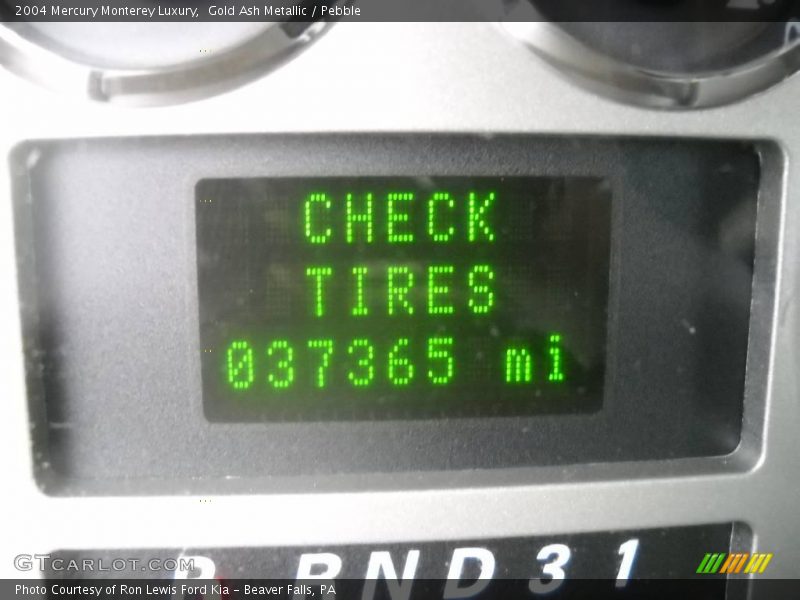 2004 Mercury Monterey Luxury,  Gold Ash Metallic / Pebble
CHECK
TIRES
037365 mi
P RND31
GTCARLOT.COM
Photo Courtesy of Ron Lewis Ford Kia - Beaver Falls, PA